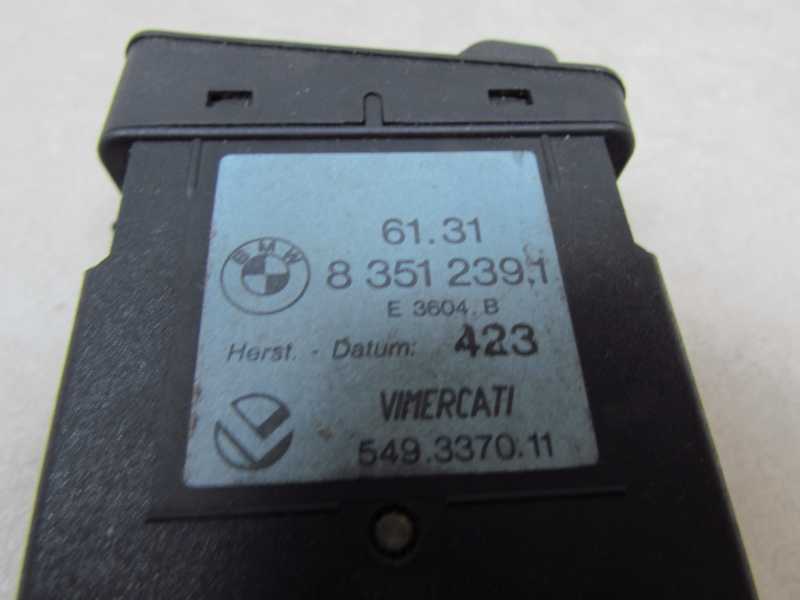 61.31
BMW
8 351 239.1
E 3604.B
Herst. - Datum: 423
VIMERCATI
549.3370.11